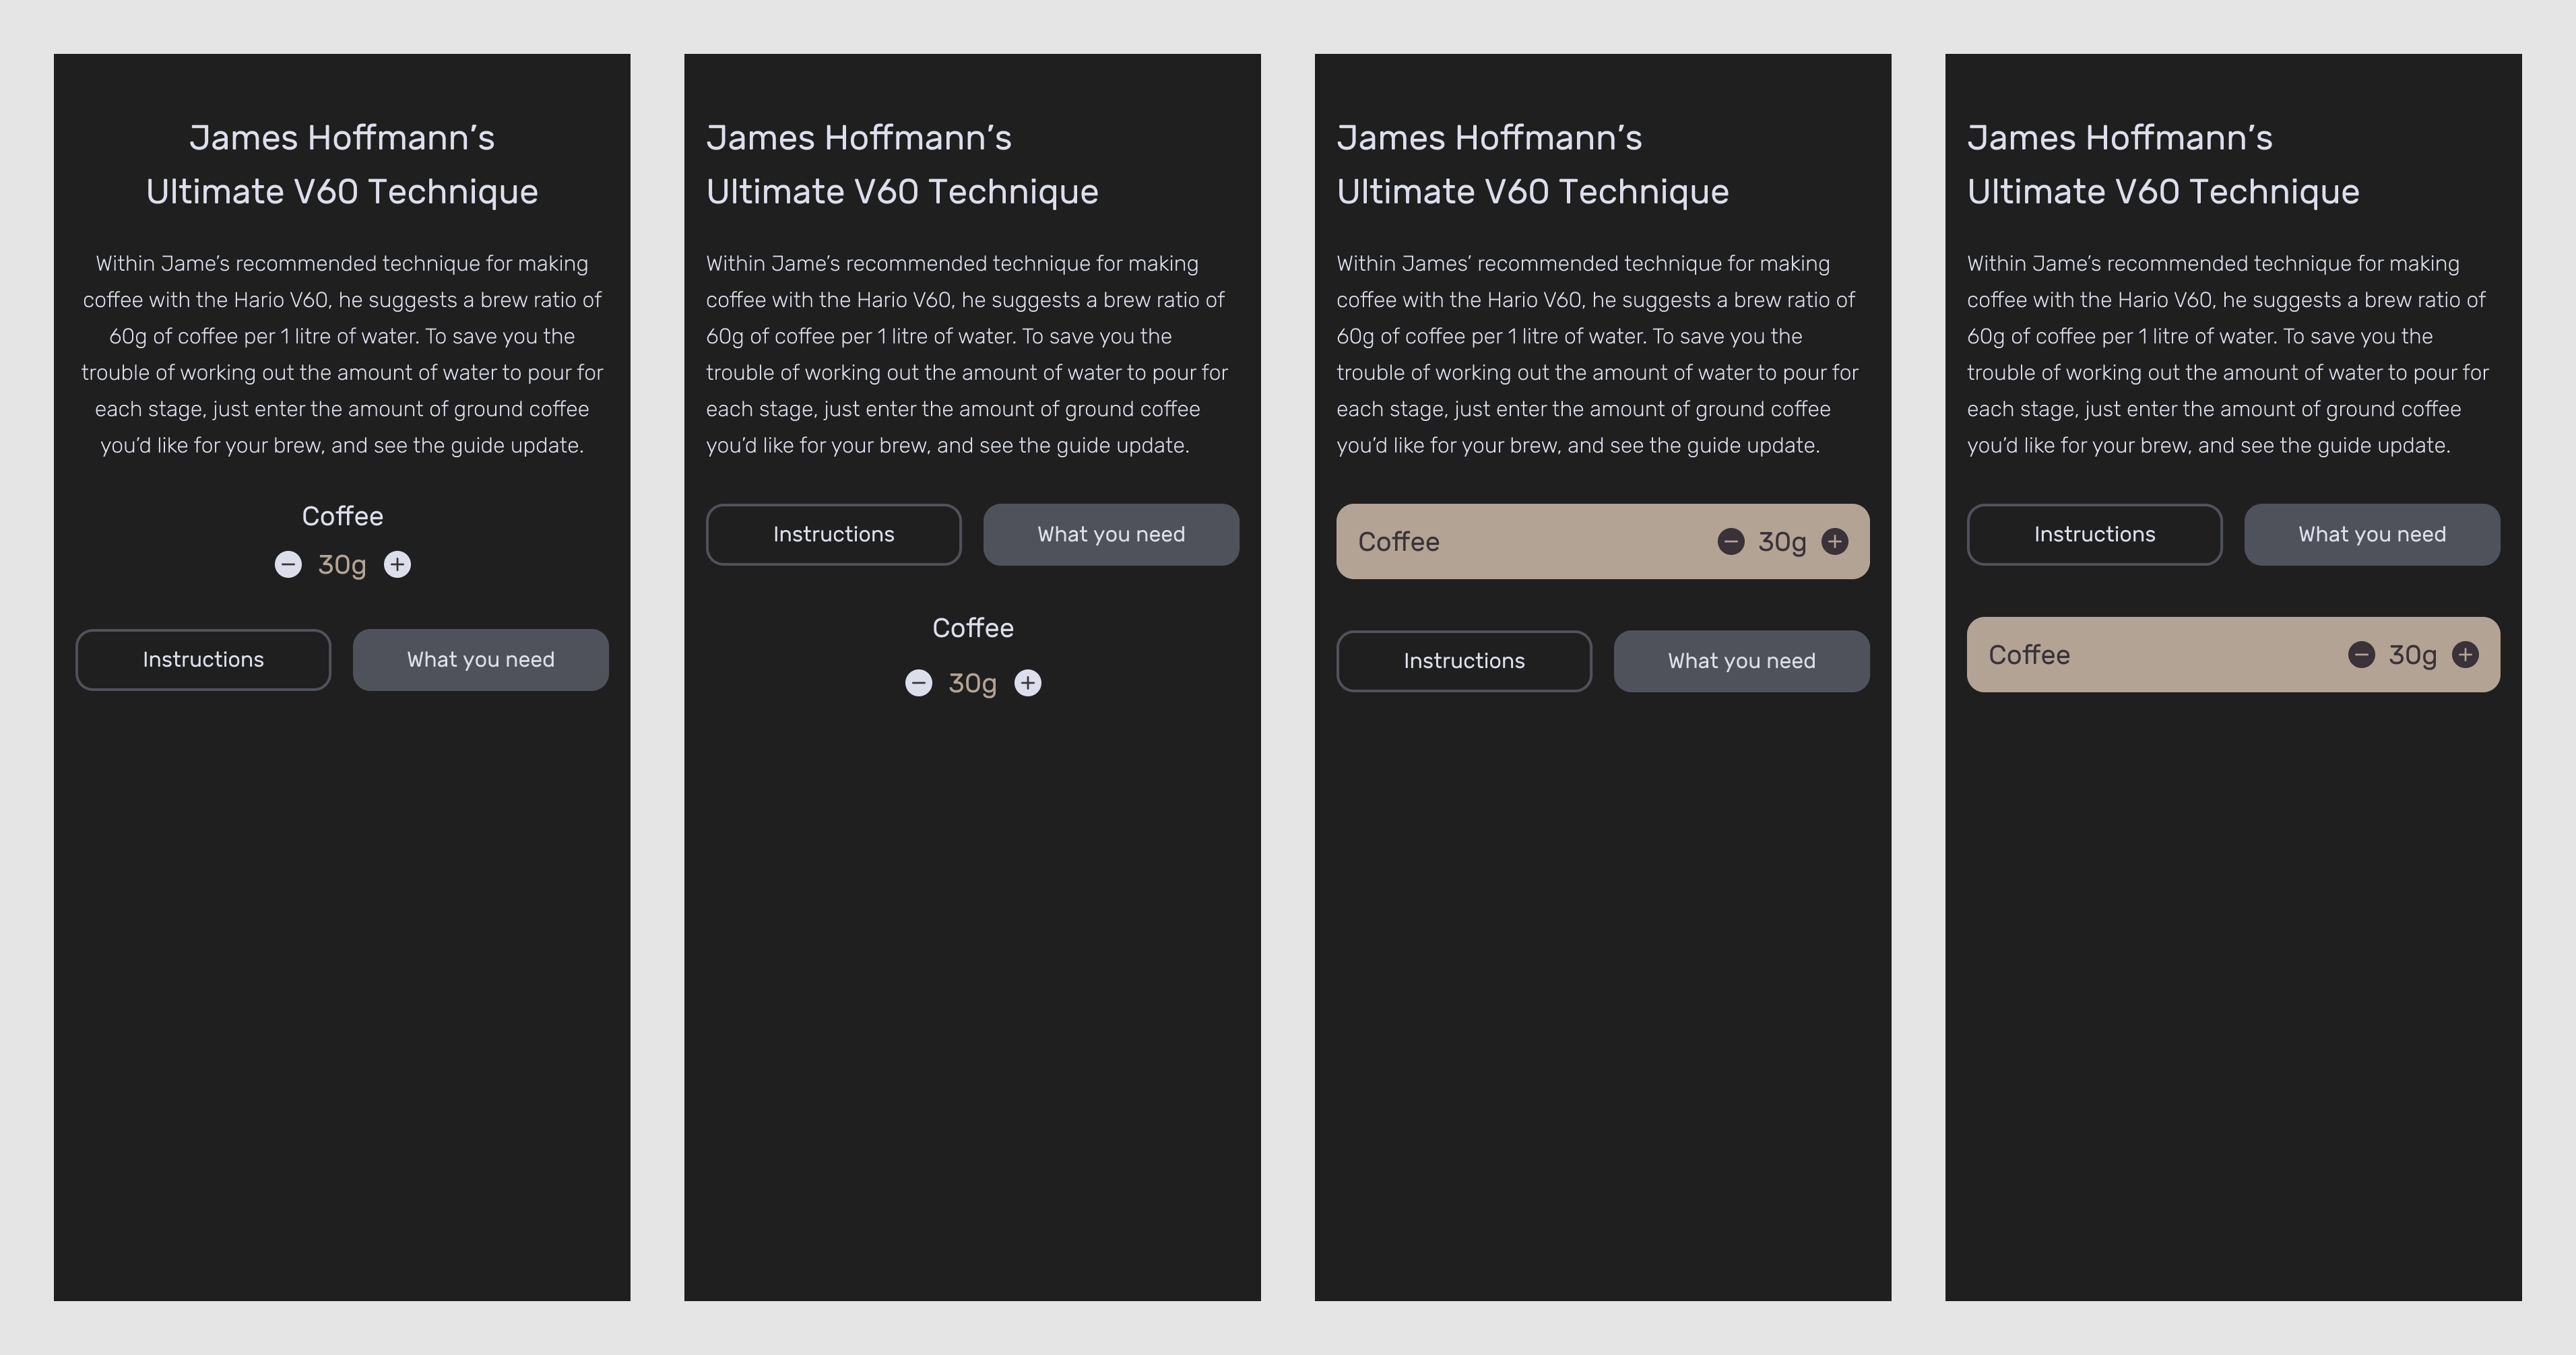 James Hoffmann’s
Ultimate V60 Technique
Within Jame’s recommended technique for making
coffee with the Hario V60, he suggests a brew ratio of
60g of coffee per 1 litre of water. To save you the
trouble of working out the amount of water to pour for
each stage, just enter the amount of ground coffee
you’d like for your brew, and see the guide update.
Coffee
30g
Instructions
What you need
James Hoffmann’s
Ultimate V60 Technique
Within Jame’s recommended technique for making
coffee with the Hario V60, he suggests a brew ratio of
60g of coffee per 1 litre of water. To save you the
trouble of working out the amount of water to pour for
each stage, just enter the amount of ground coffee
you’d like for your brew, and see the guide update.
Instructions
What you need
Coffee
30g
James Hoffmann’s
Ultimate V60 Technique
Within James’ recommended technique for making
coffee with the Hario V60, he suggests a brew ratio of
60g of coffee per 1 litre of water. To save you the
trouble of working out the amount of water to pour for
each stage, just enter the amount of ground coffee
you’d like for your brew, and see the guide update.
Coffee
30g
Instructions
What you need
James Hoffmann’s
Ultimate V60 Technique
Within Jame’s recommended technique for making
coffee with the Hario V60, he suggests a brew ratio of
60g of coffee per 1 litre of water. To save you the
trouble of working out the amount of water to pour for
each stage, just enter the amount of ground coffee
you’d like for your brew, and see the guide update.
Instructions
What you need
Coffee
30g